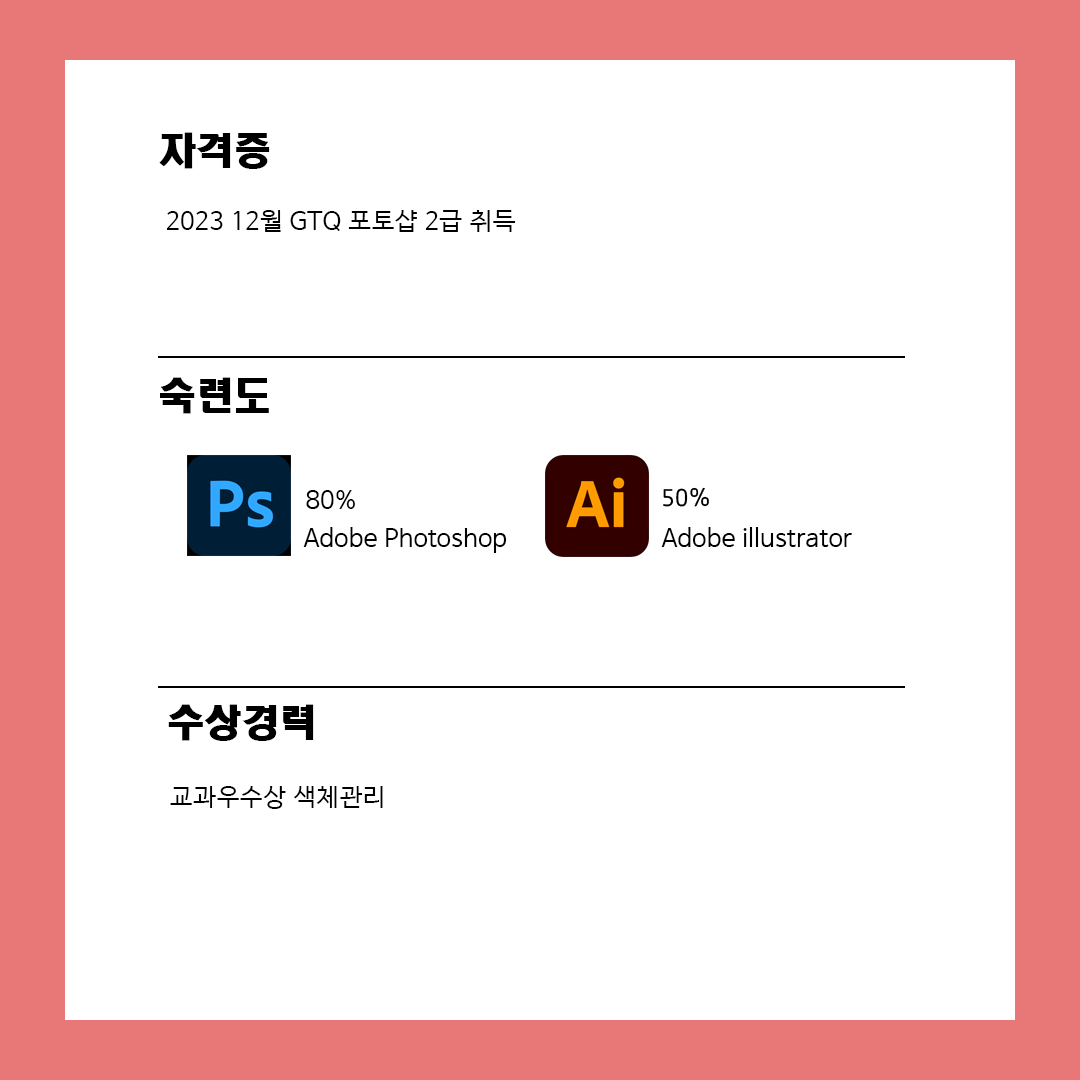 자격증
2023 12월 GTQ 포토샵 2급 취득
숙련도
Ps
80%
Adobe Photoshop
Ai
50%
Adobe illustrator
수상경력
교과우수상 색체관리